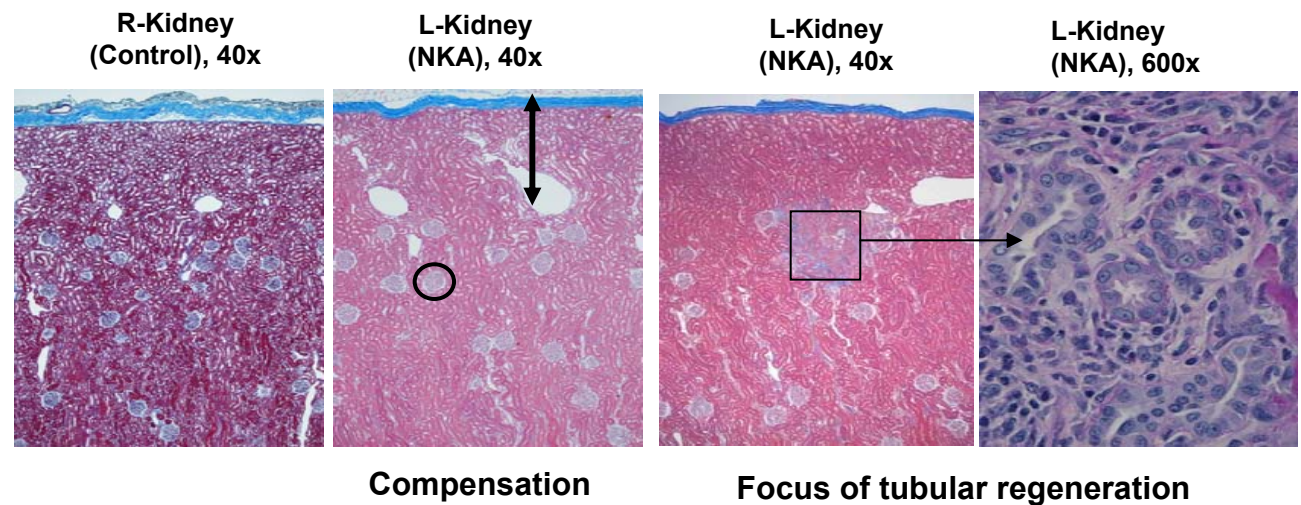 R-Kidney
(Control), 40x
L-Kidney
(NKA), 40x
L-Kidney
(NKA), 40x
L-Kidney
(NKA), 600x
Compensation
Focus of tubular regeneration